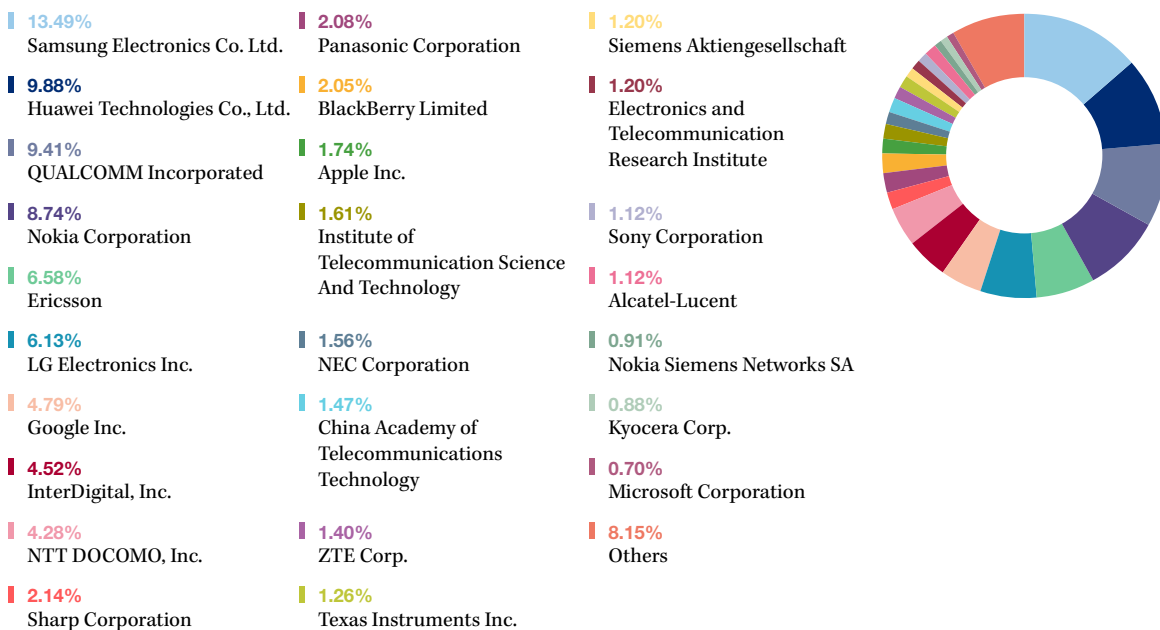 13.49%
Samsung Electronics Co. Ltd.
9.88%
Huawei Technologies Co., Ltd.
9.41%
QUALCOMM Incorporated
8.74%
Nokia Corporation
6.58%
Ericsson
6.13%
LG Electronics Inc.
4.79%
Google Inc.
4.52%
InterDigital, Inc.
4.28%
NTT DOCOMO, Inc.
2.14%
Sharp Corporation
2.08%
Panasonic Corporation
2.05%
BlackBerry Limited
1.74%
Apple Inc.
1.61%
Institute of
Telecommunication Science
And Technology
1.56%
NEC Corporation
1.47%
China Academy of
Telecommunications
Technology
1.40%
ZTE Corp.
1.26%
Texas Instruments Inc.
1.20%
Siemens Aktiengesellschaft
1.20%
Electronics and
Telecommunication
Research Institute
1.12%
Sony Corporation
1.12%
Alcatel-Lucent
0.91%
Nokia Siemens Networks SA
0.88%
Kyocera Corp.
0.70%
Microsoft Corporation
8.15%
Others